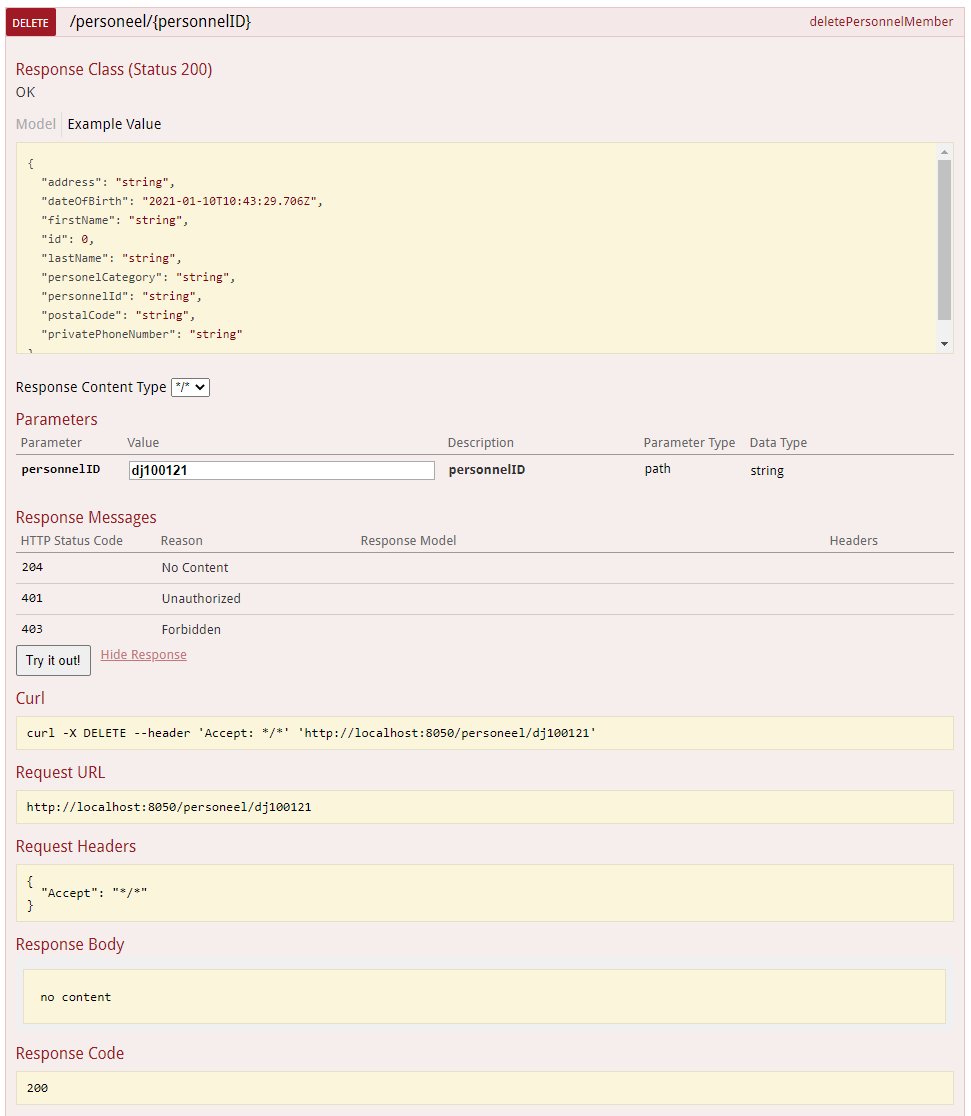 DELETE /personeel/{personnelID} deletePersonnelMember
Response Class (Status 200)
OK
Model Example Value
{
"address": "string",
"dateOfBirth": "2021-01-10T10:43:29.706Z",
"firstName": "string",
"id": 0,
"lastName": "string",
"personelCategory": "string",
"personnelId": "string",
"postalCode": "string",
"privatePhoneNumber": "string"
}
Response Content Type */*
Parameters
Parameter Value Description Parameter Type Data Type
personnelID dj100121 personnelID path string
Response Messages
HTTP Status Code Reason Response Model Headers
204 No Content
401 Unauthorized
403 Forbidden
Try it out! Hide Response
Curl
curl -X DELETE --header 'Accept: */*' 'http://localhost:8050/personeel/dj100121'
Request URL
http://localhost:8050/personeel/dj100121
Request Headers
{
"Accept": "*/*"
}
Response Body
no content
Response Code
200